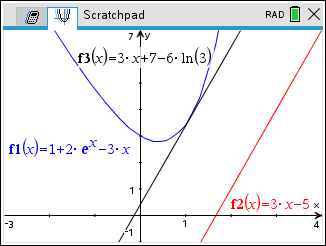 Scratchpad RAD
7 y
f3(x)=3·x+7−6·ln(3)
f1(x)=1+2·e^x−3·x
1
f2(x)=3·x−5 x
-3 1 4
-1